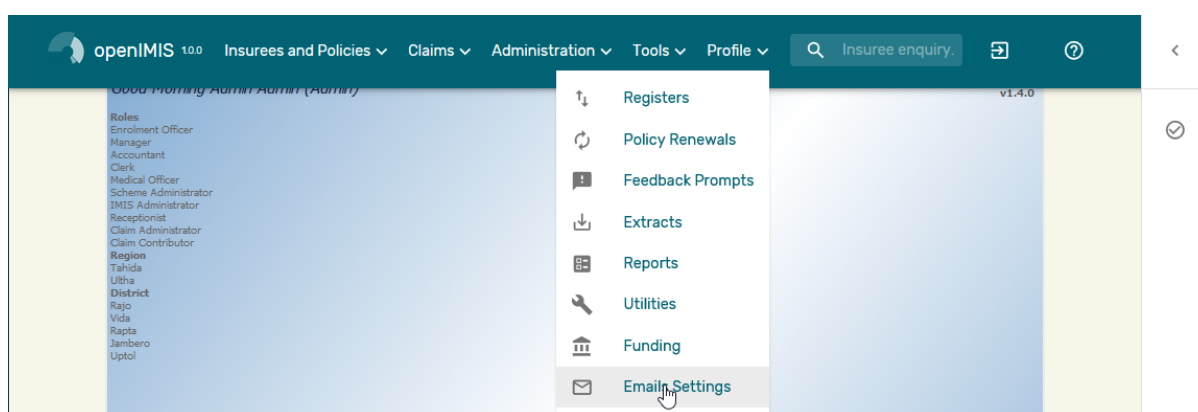 openIMIS 1.0.0 Insurees and Policies Claims Administration Tools Profile Insuree enquiry.
Good Morning Admin Admin (Admin)
v1.4.0
Roles
Enrolment Officer
Manager
Accountant
Clerk
Medical Officer
Scheme Administrator
IMIS Administrator
Receptionist
Claim Administrator
Claim Contributor
Region
Tahida
Ultha
District
Rajo
Vida
Rapta
Jambero
Uptol
Registers
Policy Renewals
Feedback Prompts
Extracts
Reports
Utilities
Funding
Emails Settings